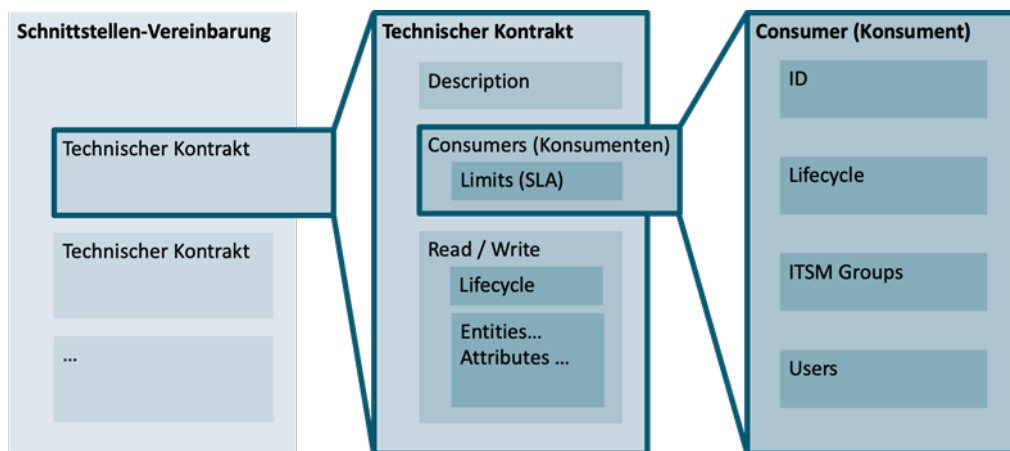 Schnittstellen-Vereinbarung
Technischer Kontrakt
Technischer Kontrakt
...
Technischer Kontrakt
Description
Consumers (Konsumenten)
Limits (SLA)
Read / Write
Lifecycle
Entities...
Attributes ...
Consumer (Konsument)
ID
Lifecycle
ITSM Groups
Users